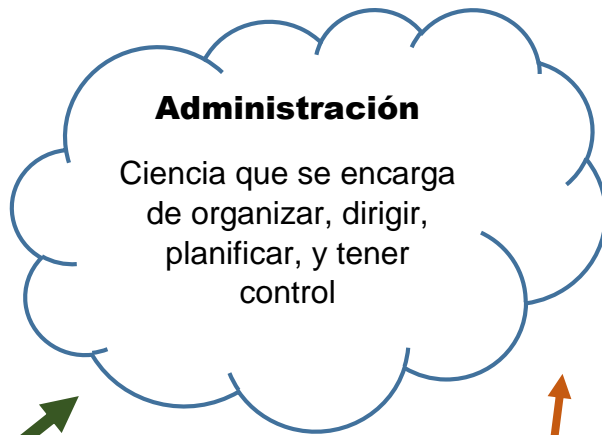 Administración
Ciencia que se encarga
de organizar, dirigir,
planificar, y tener
control